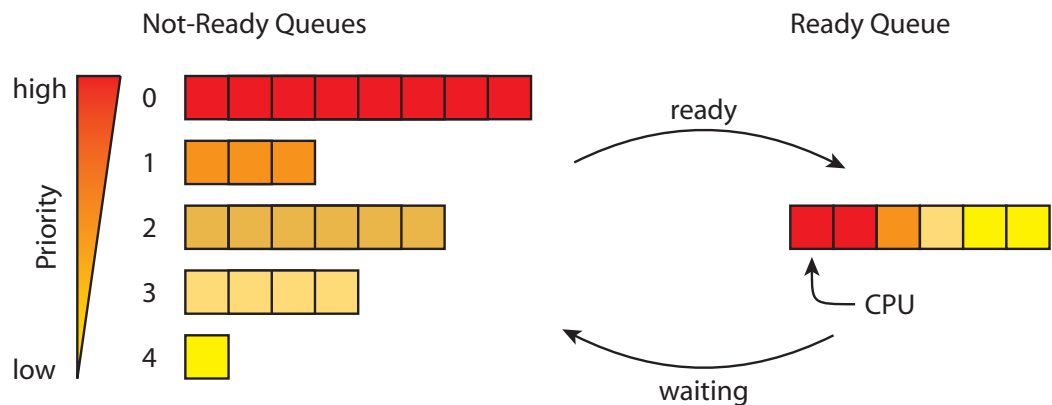 Not-Ready Queues
Ready Queue
high
0
ready
1
Priority
2
3
CPU
4
low
waiting